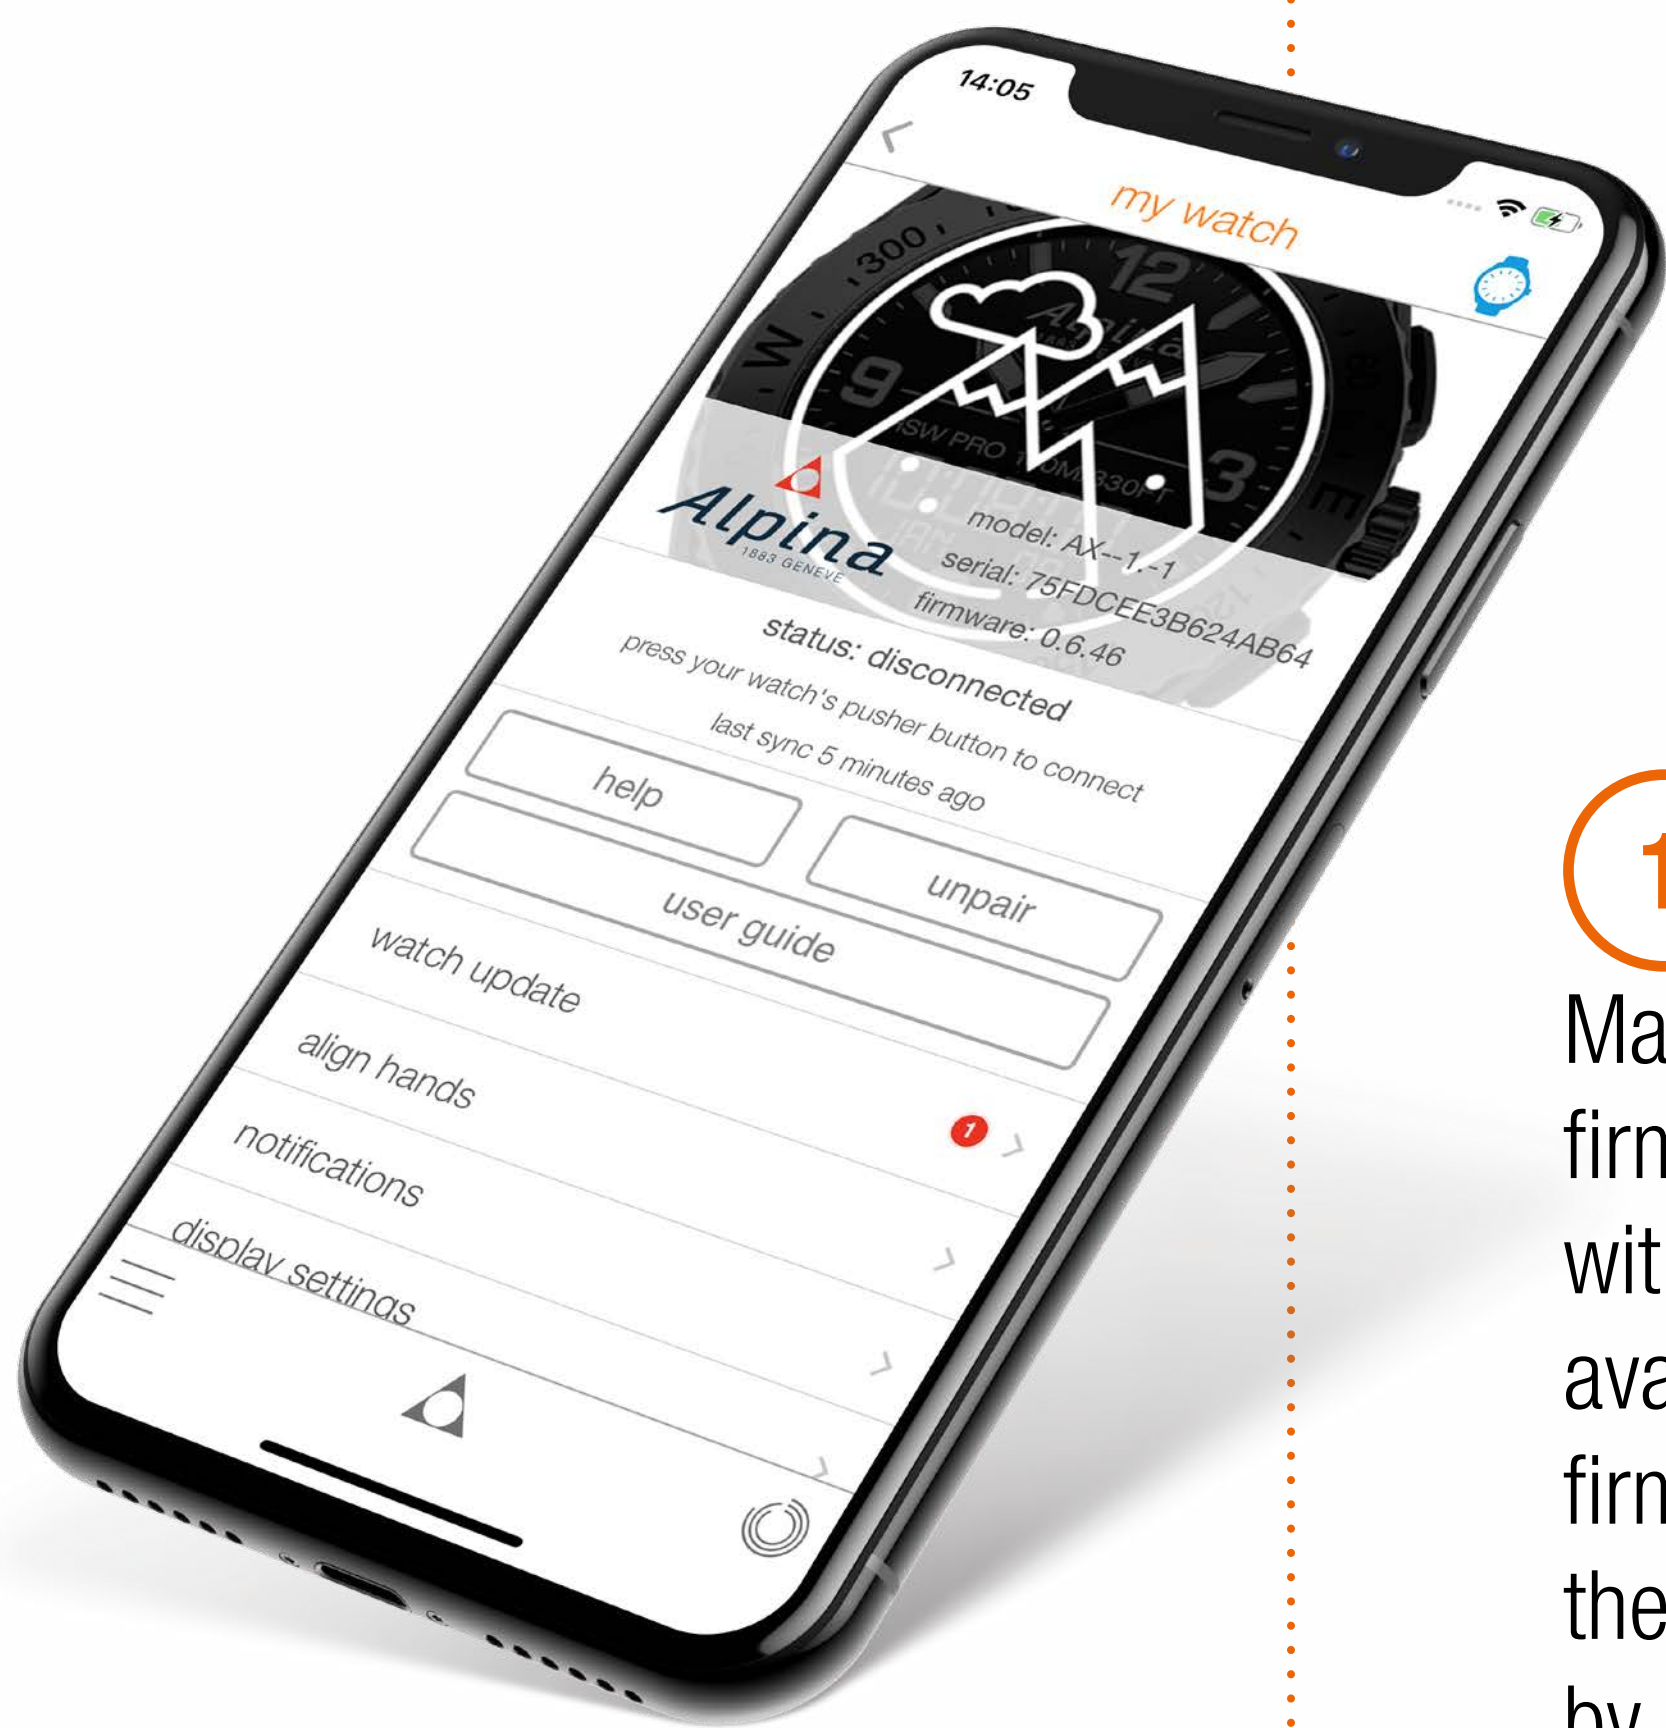 14:05
my watch
300
12
W
9
3
E
Alpina
1883 GENEVE
model: AX--1.-1
serial: 75FDCEE3B624AB64
firmware: 0.6.46
status: disconnected
press your watch's pusher button to connect
last sync 5 minutes ago
help
unpair
user guide
watch update
1
align hands
notifications
display settings
1
Ma
firm
wit
ava
firm
the
by